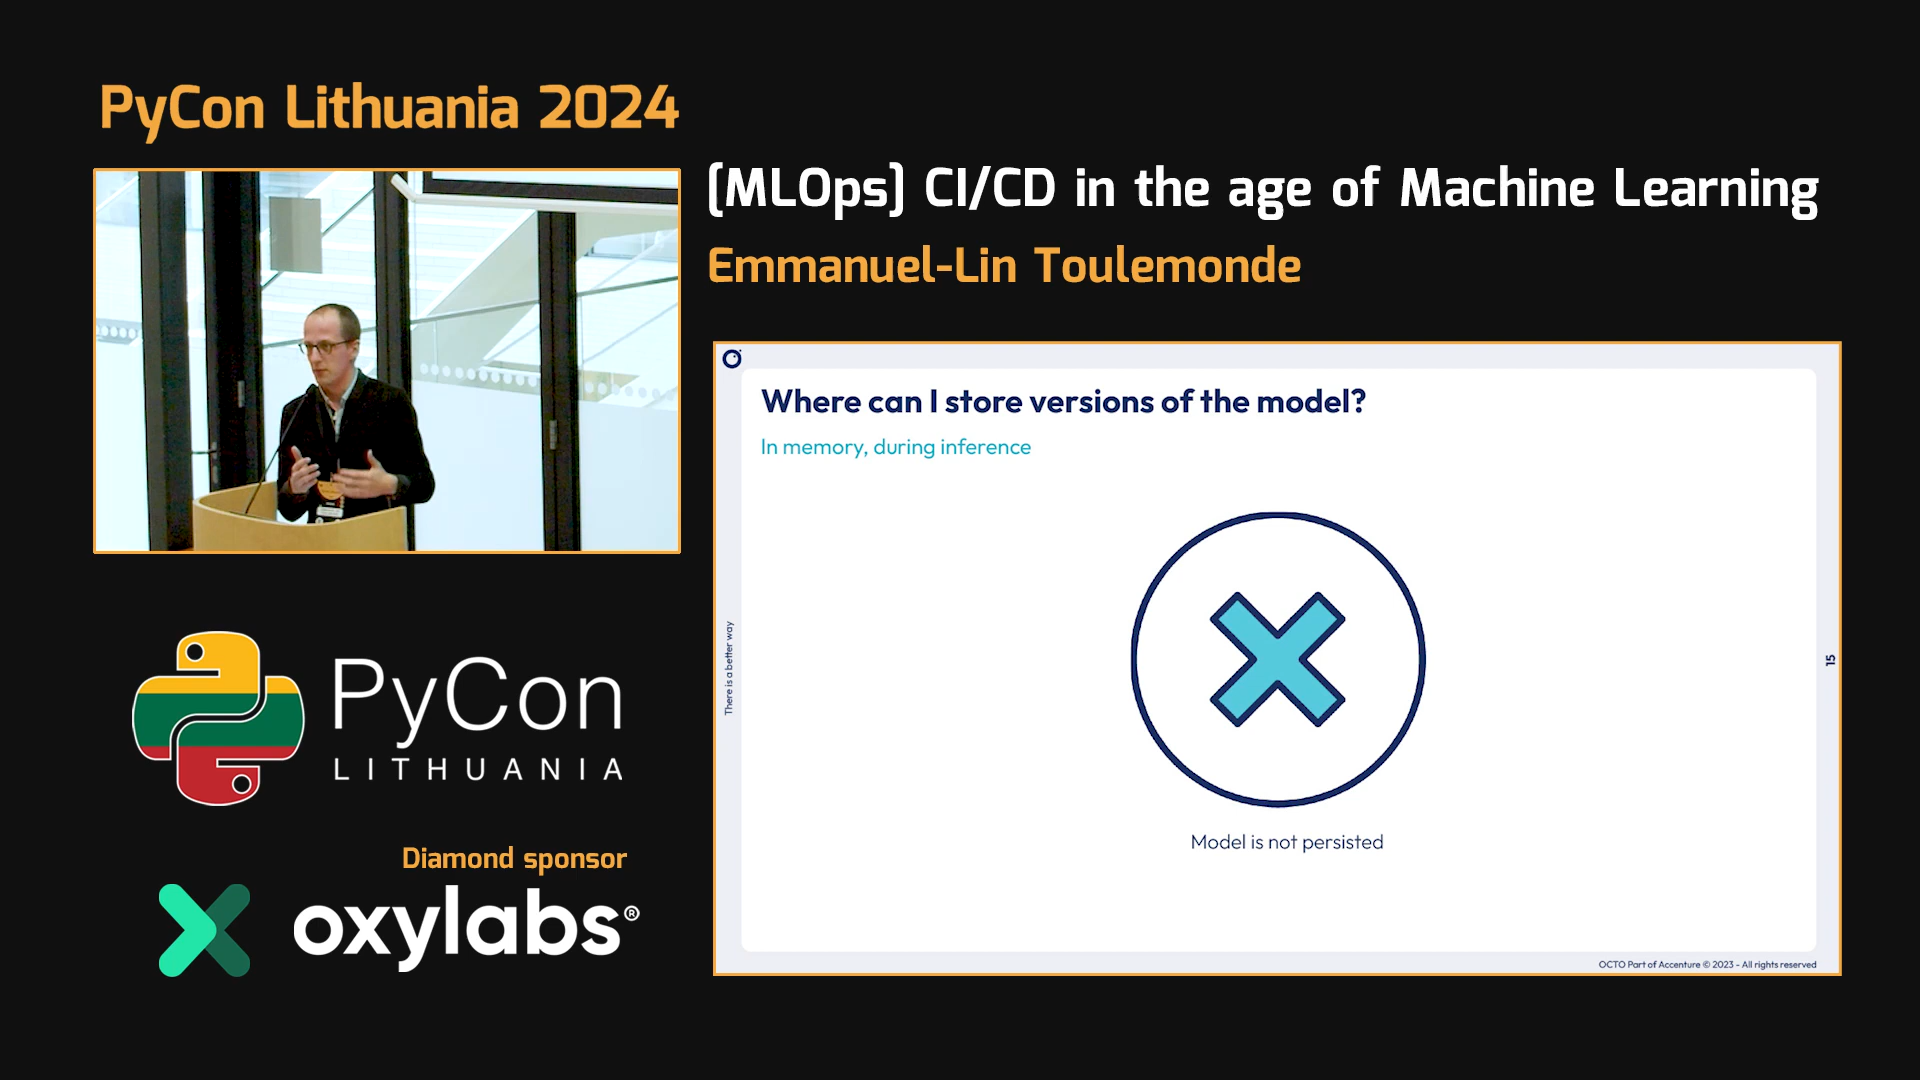 PyCon Lithuania 2024
[MLOps] CI/CD in the age of Machine Learning
Emmanuel-Lin Toulemonde
Where can I store versions of the model?
In memory, during inference
There is a better way
15
Model is not persisted
OCTO Part of Accenture © 2023 - All rights reserved
PyCon
LITHUANIA
Diamond sponsor
oxylabs®